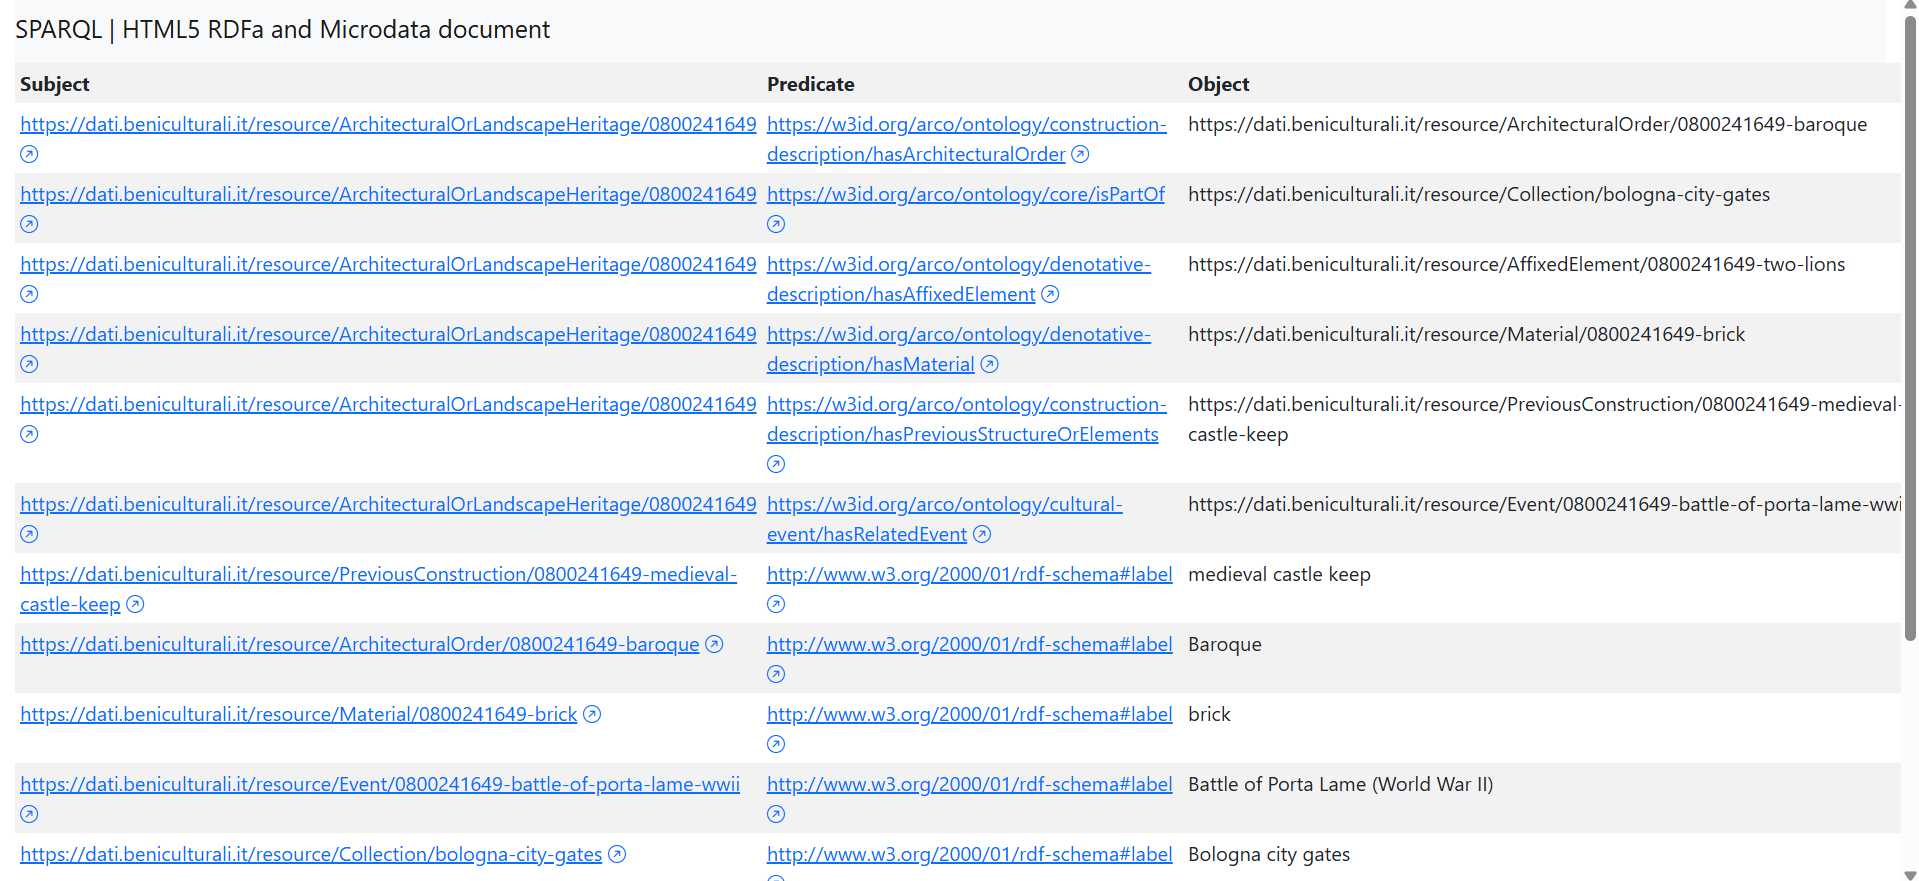 SPARQL | HTML5 RDFa and Microdata document
Subject Predicate Object
https://dati.beniculturali.it/resource/ArchitecturalOrLandscapeHeritage/0800241649 https://w3id.org/arco/ontology/construction- https://dati.beniculturali.it/resource/ArchitecturalOrder/0800241649-baroque
description/hasArchitecturalOrder
https://dati.beniculturali.it/resource/ArchitecturalOrLandscapeHeritage/0800241649 https://w3id.org/arco/ontology/core/isPartOf https://dati.beniculturali.it/resource/Collection/bologna-city-gates
https://dati.beniculturali.it/resource/ArchitecturalOrLandscapeHeritage/0800241649 https://w3id.org/arco/ontology/denotative- https://dati.beniculturali.it/resource/AffixedElement/0800241649-two-lions
description/hasAffixedElement
https://dati.beniculturali.it/resource/ArchitecturalOrLandscapeHeritage/0800241649 https://w3id.org/arco/ontology/denotative- https://dati.beniculturali.it/resource/Material/0800241649-brick
description/hasMaterial
https://dati.beniculturali.it/resource/ArchitecturalOrLandscapeHeritage/0800241649 https://w3id.org/arco/ontology/construction- https://dati.beniculturali.it/resource/PreviousConstruction/0800241649-medieval-
description/hasPreviousStructureOrElements castle-keep
https://dati.beniculturali.it/resource/ArchitecturalOrLandscapeHeritage/0800241649 https://w3id.org/arco/ontology/cultural- https://dati.beniculturali.it/resource/Event/0800241649-battle-of-porta-lame-wwi
event/hasRelatedEvent
https://dati.beniculturali.it/resource/PreviousConstruction/0800241649-medieval- http://www.w3.org/2000/01/rdf-schema#label medieval castle keep
castle-keep
https://dati.beniculturali.it/resource/ArchitecturalOrder/0800241649-baroque http://www.w3.org/2000/01/rdf-schema#label Baroque
https://dati.beniculturali.it/resource/Material/0800241649-brick http://www.w3.org/2000/01/rdf-schema#label brick
https://dati.beniculturali.it/resource/Event/0800241649-battle-of-porta-lame-wwii http://www.w3.org/2000/01/rdf-schema#label Battle of Porta Lame (World War II)
https://dati.beniculturali.it/resource/Collection/bologna-city-gates http://www.w3.org/2000/01/rdf-schema#label Bologna city gates